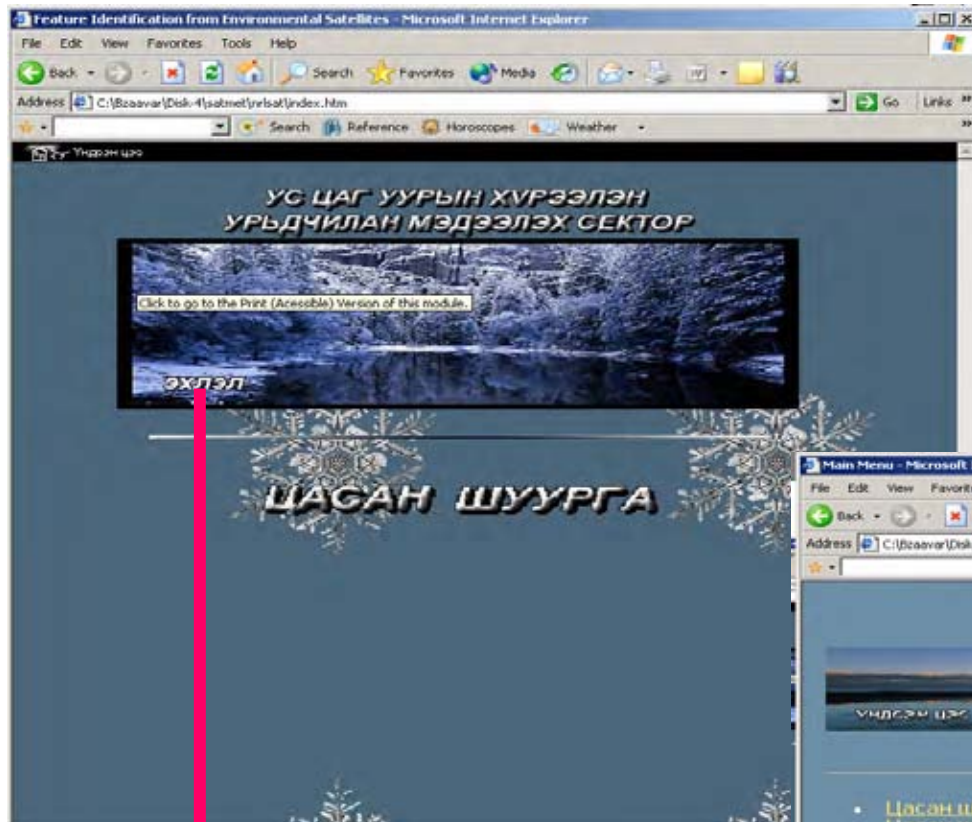 Feature Identification from Environmental Satellites - Microsoft Internet Explorer
File Edit View Favorites Tools Help
Back Search Favorites Media
Address C:\Bzaavar\Disk-4\satmet\nrlsat\index.htm Go Links »
Search Reference Horoscopes Weather »
Үндсэн цэс
УС ЦАГ УУРЫН ХҮРЭЭЛЭН
УРЬДЧИЛАН МЭДЭЭЛЭХ СЕКТОР
Click to go to the Print (Acessible) Version of this module.
ЭХЛЭЛ
ЦАСАН ШУУРГА
Main Menu - Microsoft
File Edit View Favorit
Back
Address C:\Bzaavar\Disk
ҮНДСЭН ЦЭС
Цасан ш